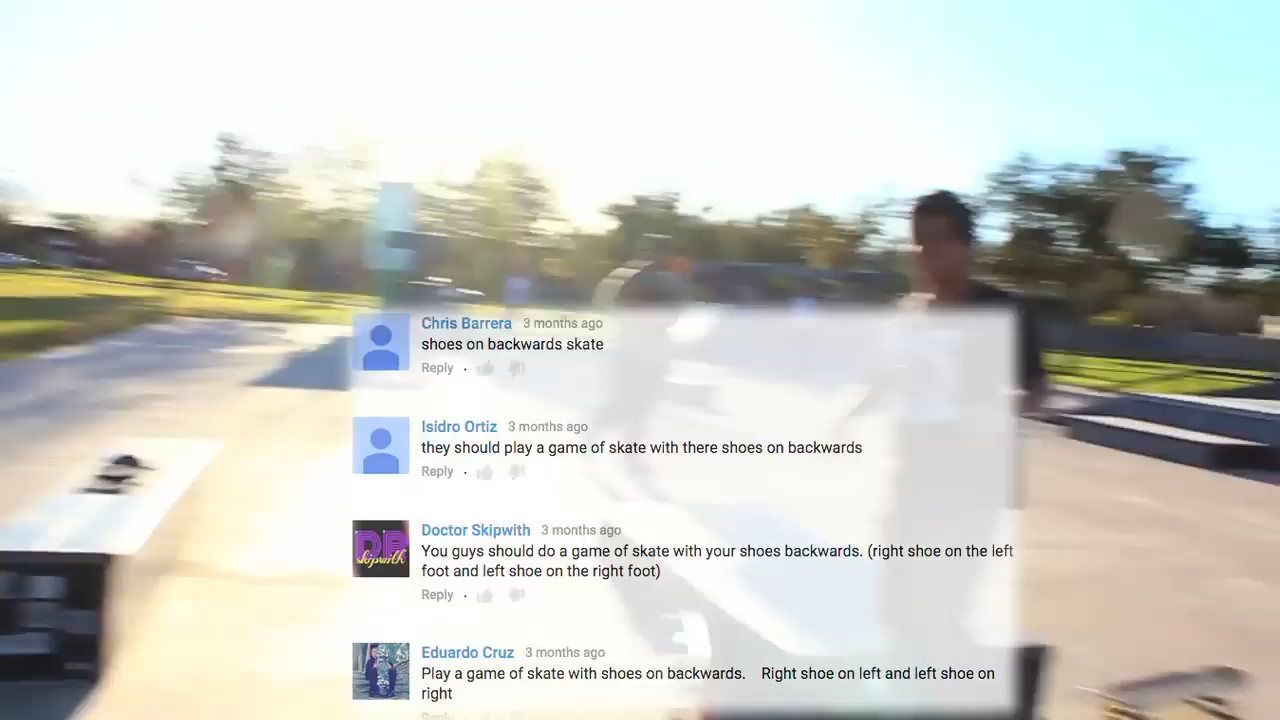 Chris Barrera 3 months ago
shoes on backwards skate
Reply
Isidro Ortiz 3 months ago
they should play a game of skate with there shoes on backwards
Reply
Doctor Skipwith 3 months ago
You guys should do a game of skate with your shoes backwards. (right shoe on the left
foot and left shoe on the right foot)
Reply
Eduardo Cruz 3 months ago
Play a game of skate with shoes on backwards. Right shoe on left and left shoe on
right
Reply